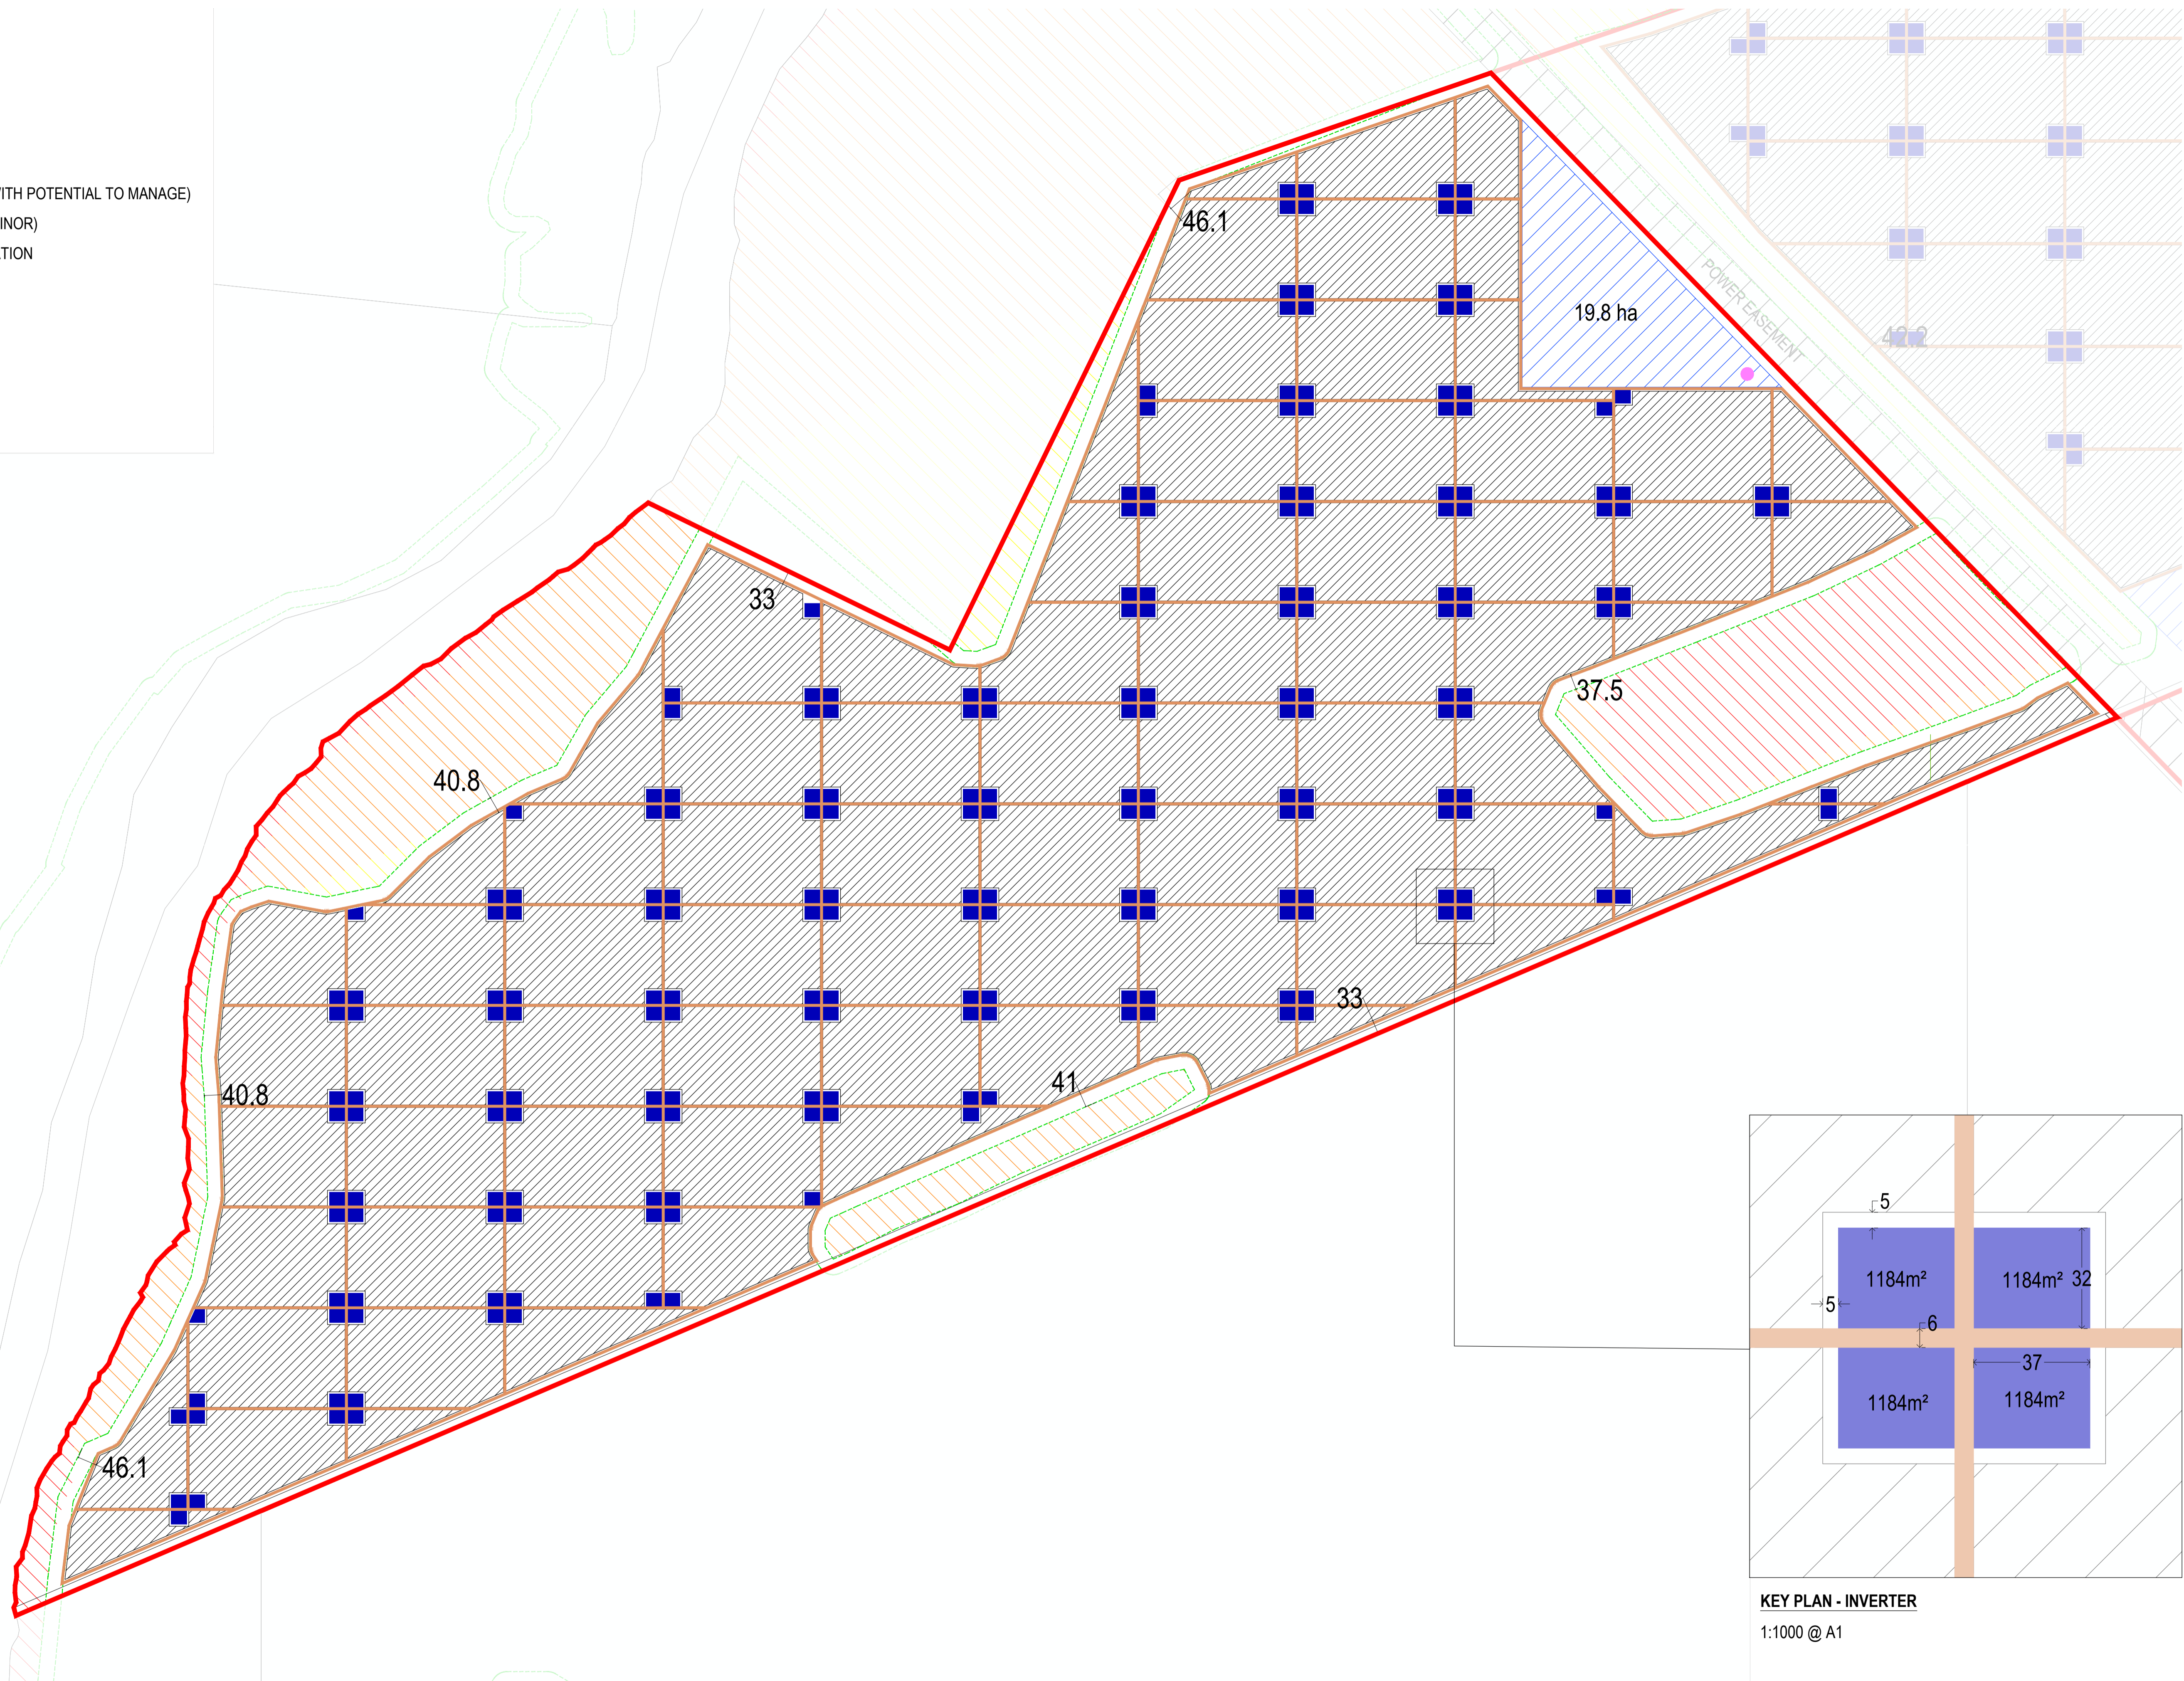 ITH POTENTIAL TO MANAGE)
INOR)
TION
46.1
19.8 ha
POWER EASEMENT
42.2
33
37.5
40.8
33
41
40.8
46.1
5
1184m²
1184m²
32
5
6
37
1184m²
1184m²
KEY PLAN - INVERTER
1:1000 @ A1